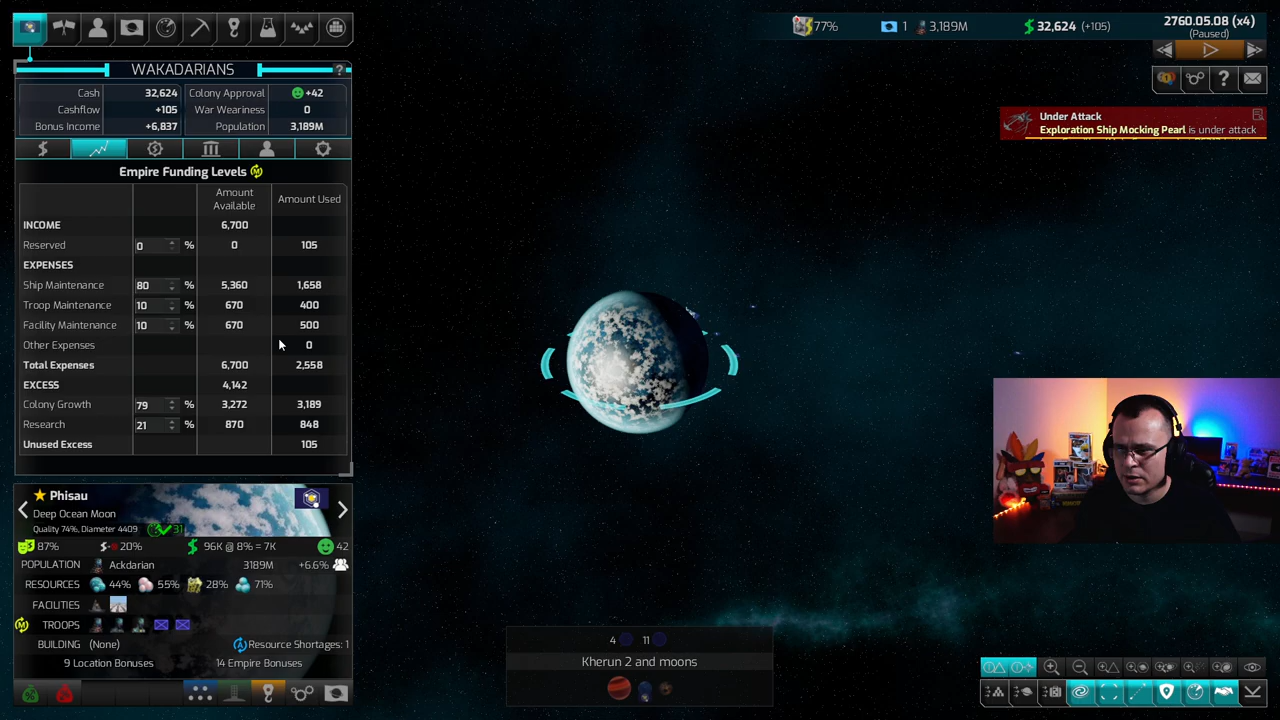 77%
1
3,189M
32,624 (+105)
2760.05.08 (x4)
(Paused)
WAKADARIANS
?
Cash 32,624 Colony Approval +42
Cashflow +105 War Weariness 0
Bonus Income +6,837 Population 3,189M
Empire Funding Levels
Amount Available Amount Used
INCOME 6,700
Reserved 0 % 0 105
EXPENSES
Ship Maintenance 80 % 5,360 1,658
Troop Maintenance 10 % 670 400
Facility Maintenance 10 % 670 500
Other Expenses 0
Total Expenses 6,700 2,558
EXCESS 4,142
Colony Growth 79 % 3,272 3,189
Research 21 % 870 848
Unused Excess 105
Phisau
Deep Ocean Moon
Quality 74%, Diameter 4409 31
87% 20% 96K @ 8% = 7K 42
POPULATION Ackdarian 3189M +6.6%
RESOURCES 44% 55% 28% 71%
FACILITIES
TROOPS
BUILDING (None) Resource Shortages: 1
9 Location Bonuses 14 Empire Bonuses
Under Attack
Exploration Ship Mocking Pearl is under attack
4 11
Kherun 2 and moons